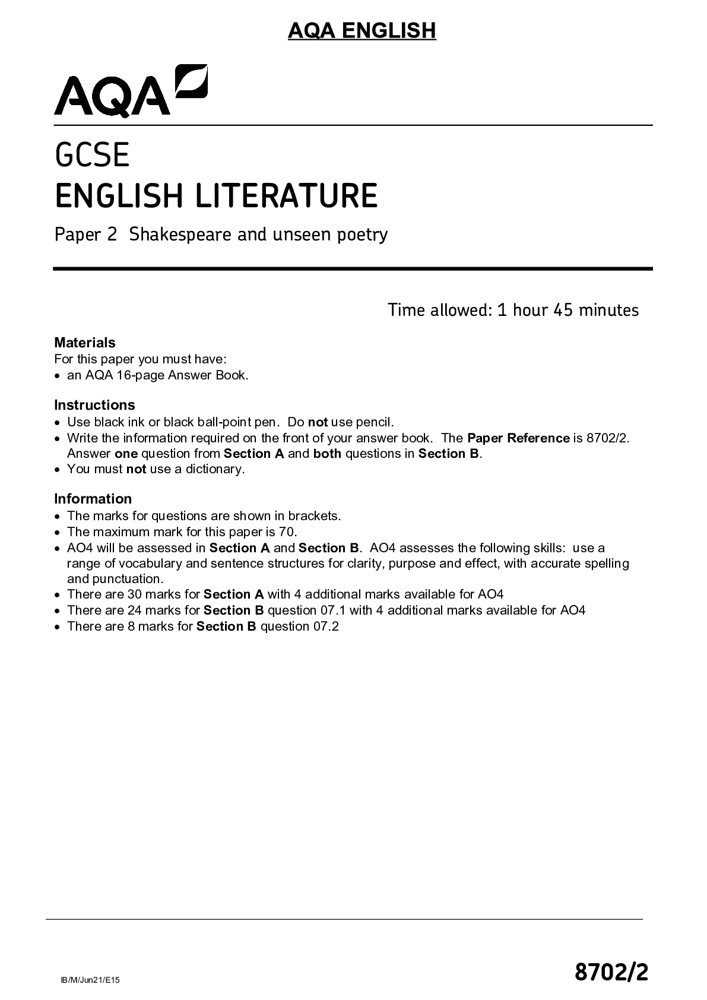 AQA ENGLISH
AQA
GCSE
ENGLISH LITERATURE
Paper 2  Shakespeare and unseen poetry
Time allowed: 1 hour 45 minutes
Materials
For this paper you must have:
• an AQA 16-page Answer Book.
Instructions
• Use black ink or black ball-point pen.  Do not use pencil.
• Write the information required on the front of your answer book.  The Paper Reference is 8702/2.
Answer one question from Section A and both questions in Section B.
• You must not use a dictionary.
Information
• The marks for questions are shown in brackets.
• The maximum mark for this paper is 70.
• AO4 will be assessed in Section A and Section B.  AO4 assesses the following skills:  use a
range of vocabulary and sentence structures for clarity, purpose and effect, with accurate spelling
and punctuation.
• There are 30 marks for Section A with 4 additional marks available for AO4
• There are 24 marks for Section B question 07.1 with 4 additional marks available for AO4
• There are 8 marks for Section B question 07.2
IB/M/Jun21/E15
8702/2